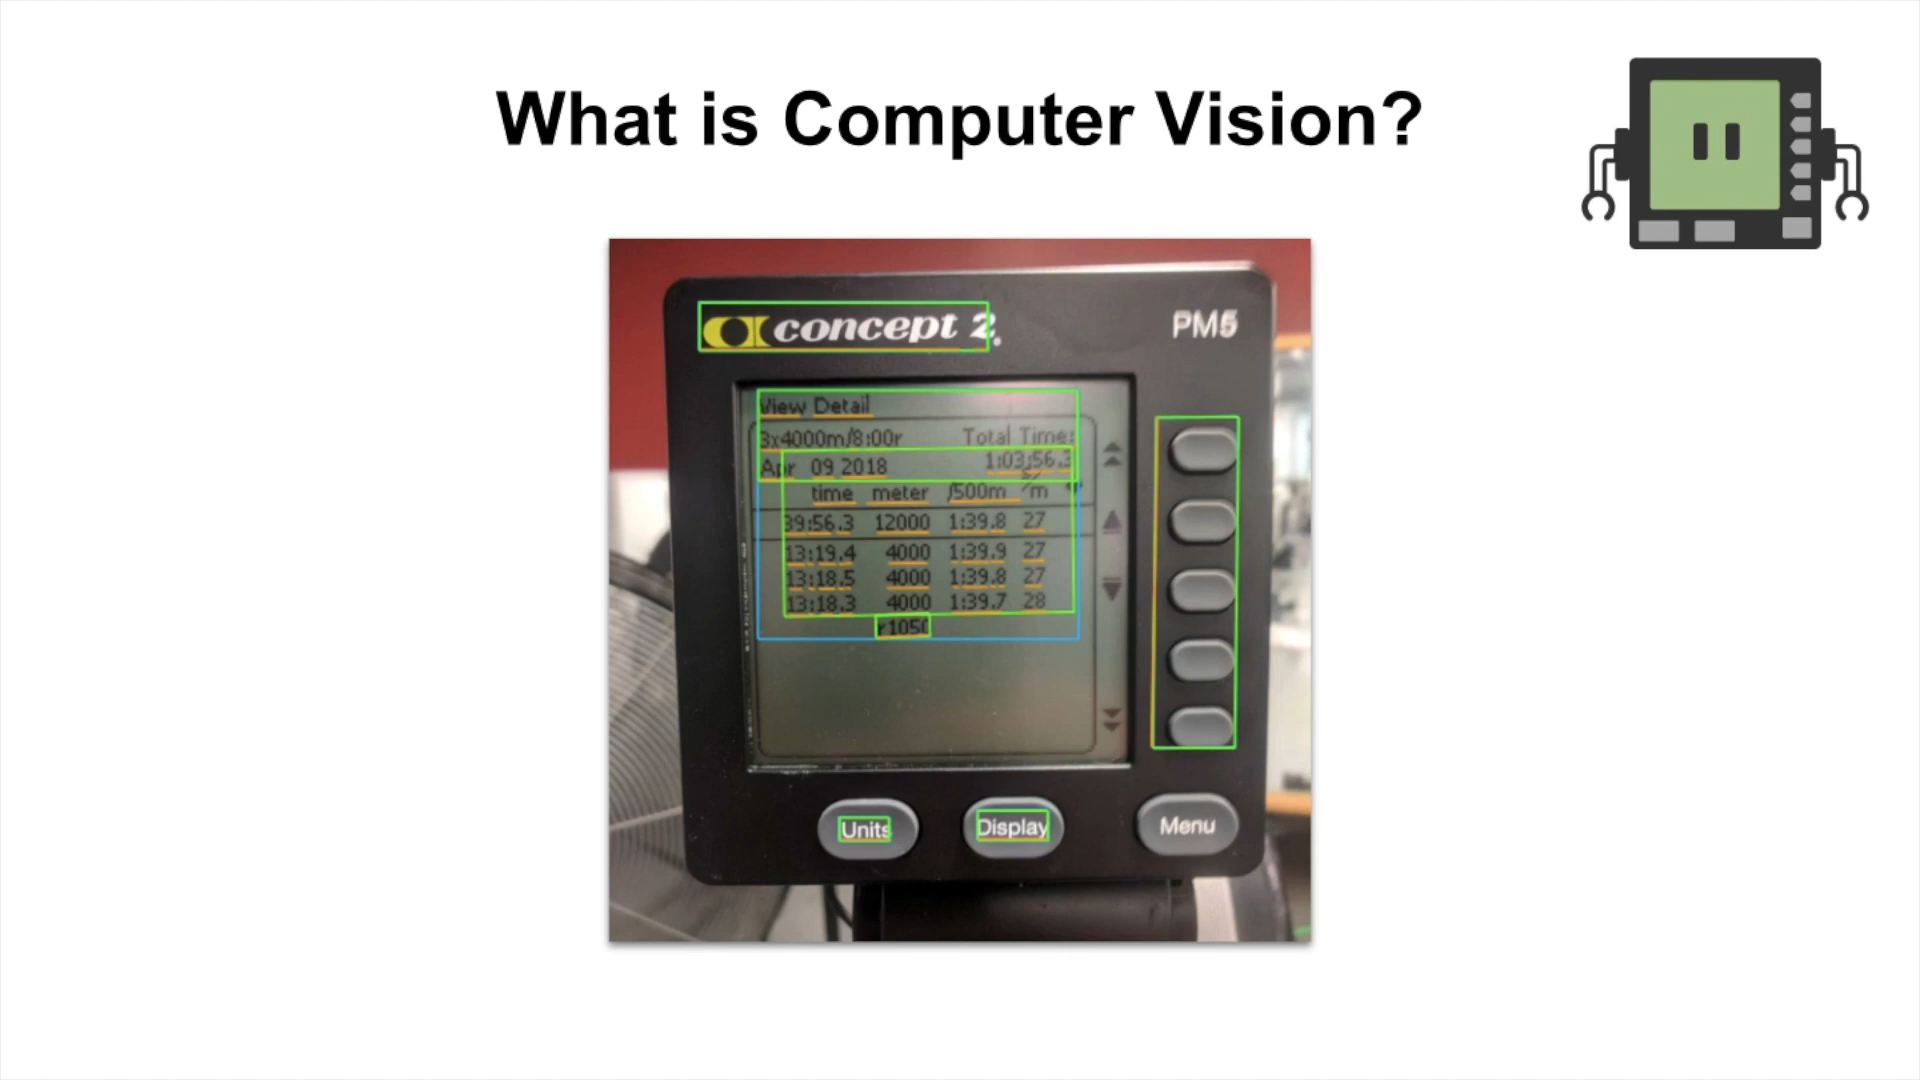 What is Computer Vision?
concept 2.
PM5
View Detail
3x4000m/8:00r Total Time:
Apr 09 2018 1:03:56.3
time meter /500m s/m
39:56.3 12000 1:39.8 27
13:19.4 4000 1:39.9 27
13:18.5 4000 1:39.8 27
13:18.3 4000 1:39.7 28
r1050
Units Display Menu